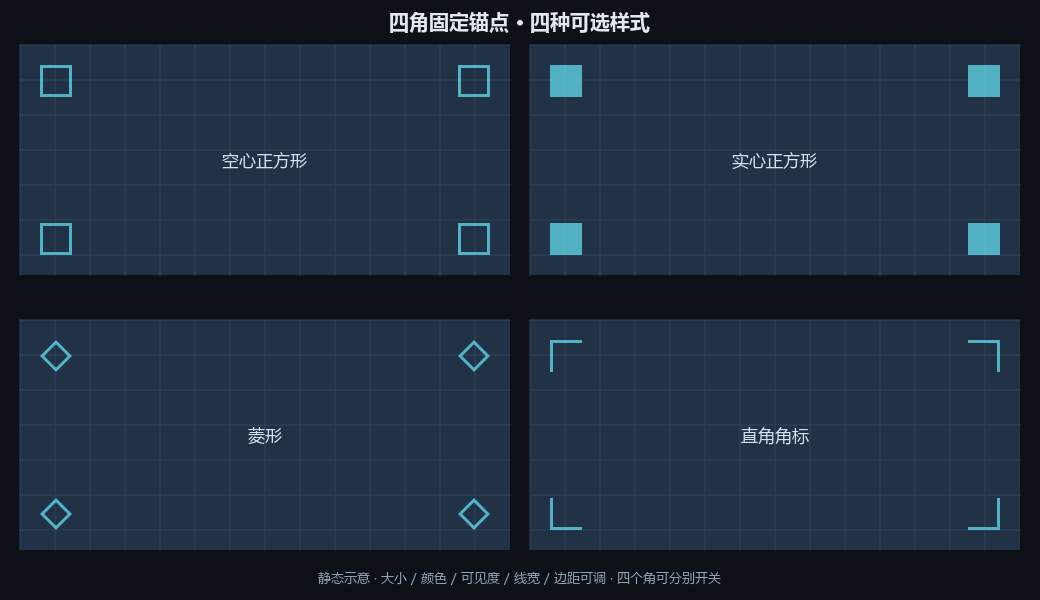 四角固定锚点 • 四种可选样式
空心正方形
实心正方形
菱形
直角角标
静态示意 · 大小 / 颜色 / 可见度 / 线宽 / 边距可调 · 四个角可分别开关